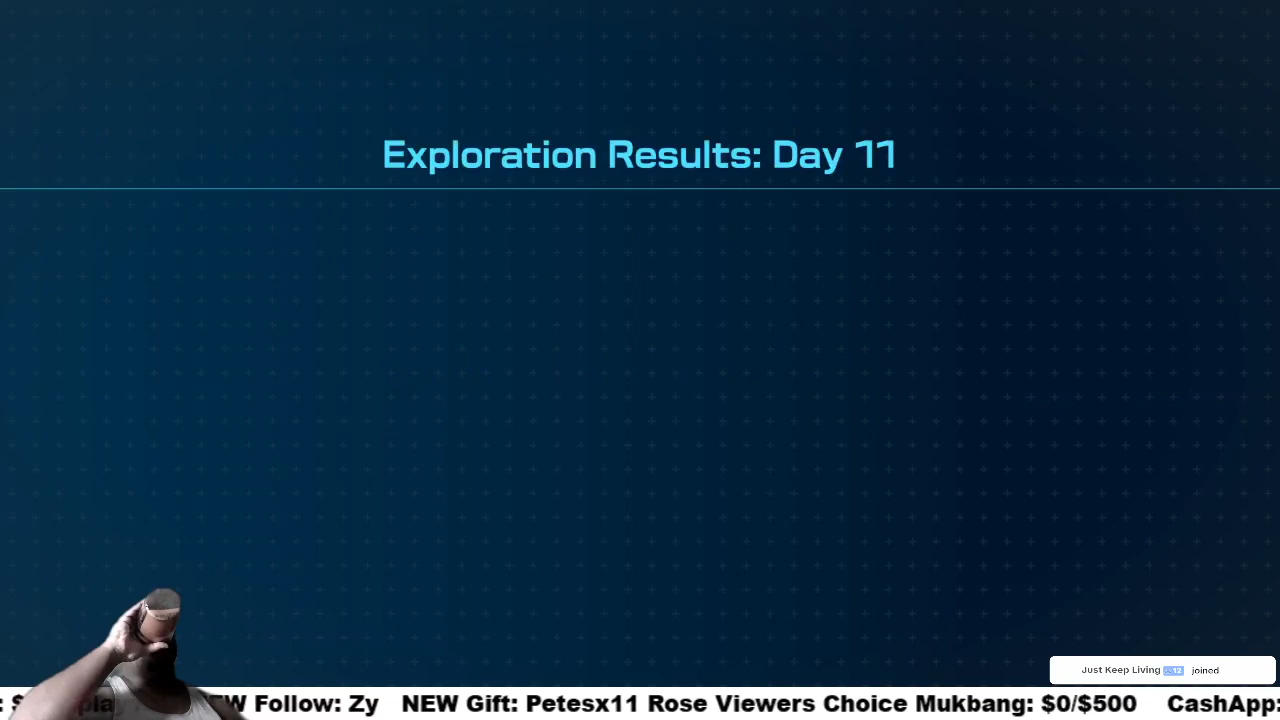 Exploration Results: Day 11
Just Keep Living 12 joined
Follow: Zy NEW Gift: Petesx11 Rose Viewers Choice Mukbang: $0/$500 CashApp: